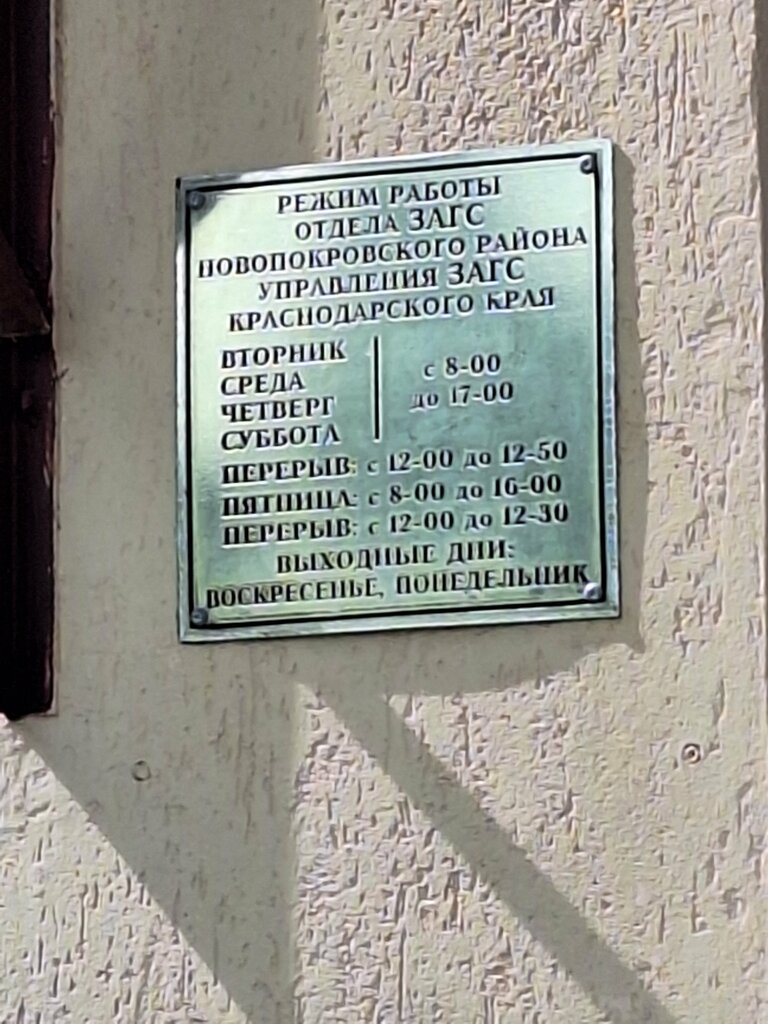 РЕЖИМ РАБОТЫ
ОТДЕЛА ЗАГС
НОВОПОКРОВСКОГО РАЙОНА
УПРАВЛЕНИЯ ЗАГС
КРАСНОДАРСКОГО КРАЯ
ВТОРНИК
СРЕДА
ЧЕТВЕРГ
СУББОТА
с 8-00
до 17-00
ПЕРЕРЫВ: с 12-00 до 12-50
ПЯТНИЦА: с 8-00 до 16-00
ПЕРЕРЫВ: с 12-00 до 12-30
ВЫХОДНЫЕ ДНИ:
ВОСКРЕСЕНЬЕ, ПОНЕДЕЛЬНИК